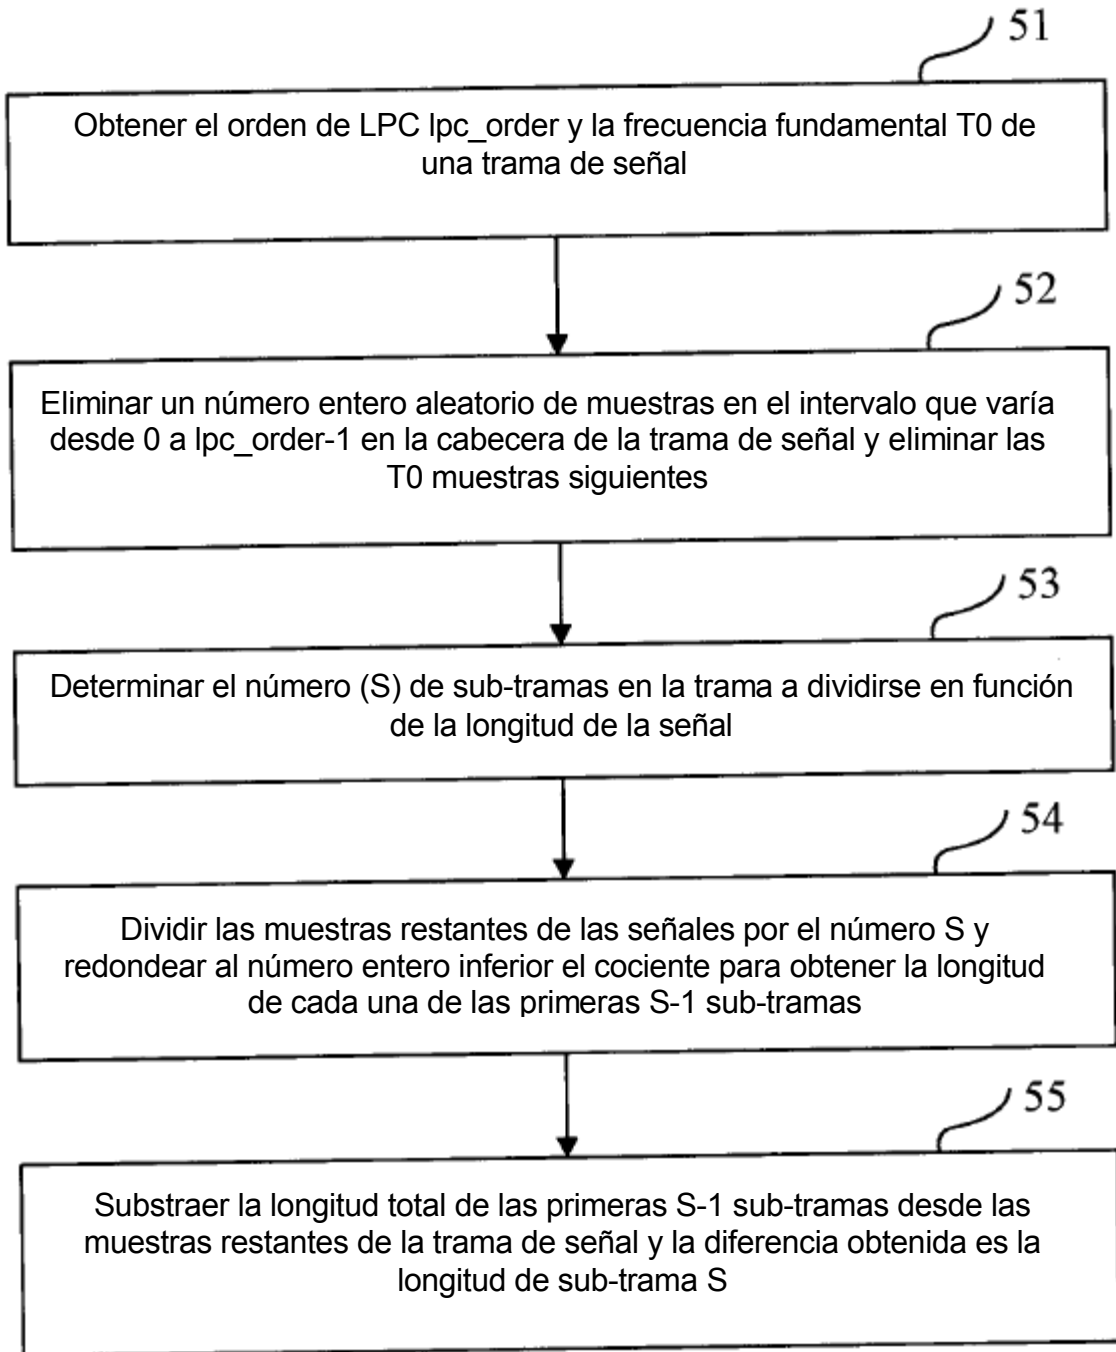 51
Obtener el orden de LPC lpc_order y la frecuencia fundamental T0 de
una trama de señal
52
Eliminar un número entero aleatorio de muestras en el intervalo que varía
desde 0 a lpc_order-1 en la cabecera de la trama de señal y eliminar las
T0 muestras siguientes
53
Determinar el número (S) de sub-tramas en la trama a dividirse en función
de la longitud de la señal
54
Dividir las muestras restantes de las señales por el número S y
redondear al número entero inferior el cociente para obtener la longitud
de cada una de las primeras S-1 sub-tramas
55
Substraer la longitud total de las primeras S-1 sub-tramas desde las
muestras restantes de la trama de señal y la diferencia obtenida es la
longitud de sub-trama S